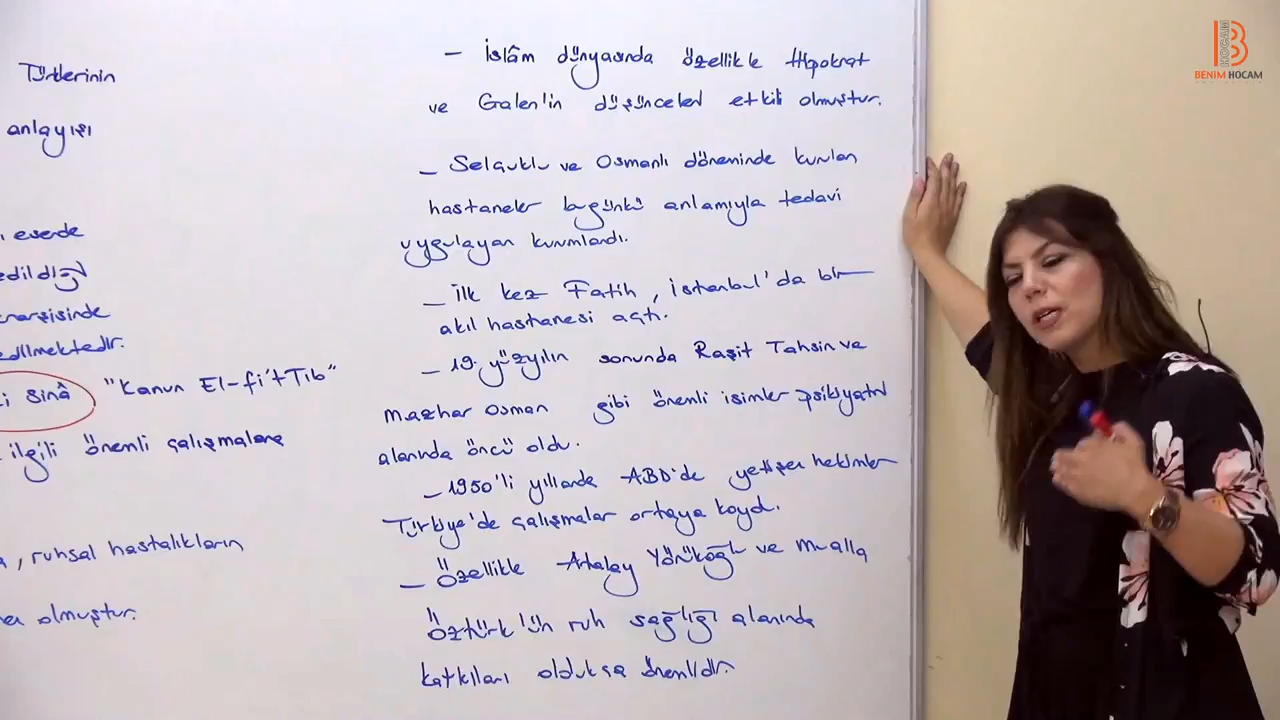 Türklerinin
anlayışı
eserde
edildiği
edilmektedir.
sinâ "Kanun El-fi't Tıb"
ilgili önemli çalışmaları
, ruhsal hastalıkların
olmuştur.
- İslâm dünyasında özellikle Hipokrat
ve Galen'in düşünceleri etkili olmuştur.
- Selçuklu ve Osmanlı döneminde kurulan
hastaneler bugünkü anlamıyla tedavi
uygulayan kurumlardı.
- İlk kez Fatih, İstanbul'da bir
akıl hastanesi açtı.
- 19. yüzyılın sonunda Raşit Tahsin ve
Mazhar Osman gibi önemli isimler psikiyatri
alanında öncü oldu.
- 1950'li yıllarda ABD'de yetişen hekimler
Türkiye'de çalışmalar ortaya koydu.
- Özellikle Atalay Yörükoğlu ve Mualla
Öztürk'ün ruh sağlığı alanında
katkıları oldukça önemlidir.
BENİM HOCAM